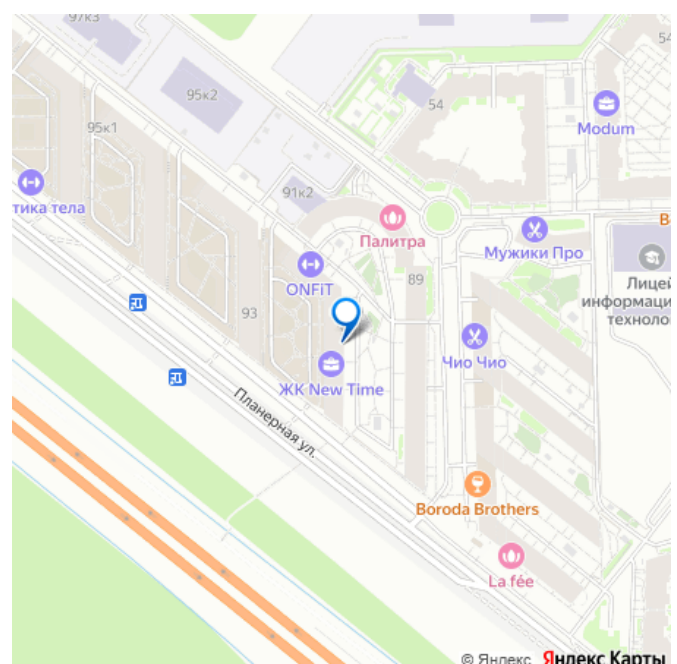 97к3
54
95к2
54
Modum
95к1
91к2
тика тела
Палитра
Мужики Про
ONFiT
89
Лицей
информаци
техноло
93
Чио Чио
ЖК New Time
Планерная ул.
Boroda Brothers
La fée
© Яндекс Яндекс Карты